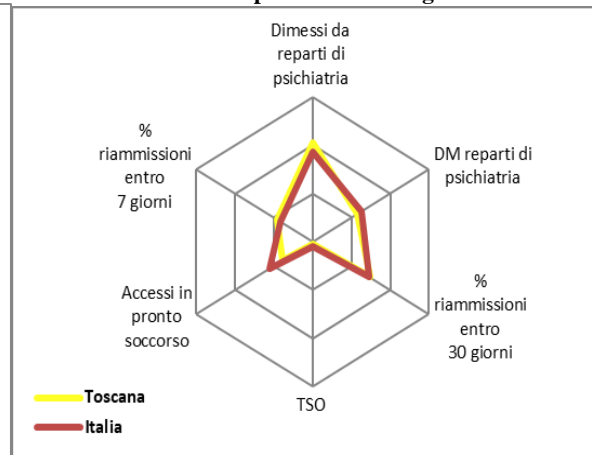 Dimessi da
reparti di
psichiatria
DM reparti di
psichiatria
%
riammissioni
entro
30 giorni
TSO
Accessi in
pronto
soccorso
%
riammissioni
entro
7 giorni
Toscana
Italia